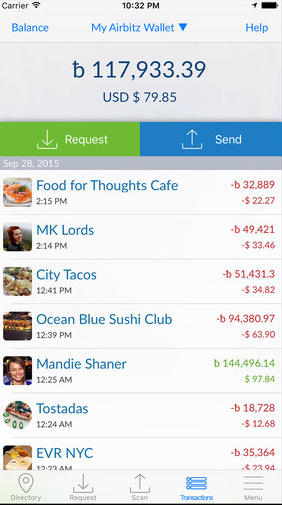 Carrier 10:32 PM
Balance My Airbitz Wallet ▼ Help
ƀ 117,933.39
USD $ 79.85
Request Send
Sep 28, 2015
Food for Thoughts Cafe -ƀ 32,889
2:15 PM -$ 22.27
MK Lords -ƀ 49,421
2:14 PM -$ 33.46
City Tacos -ƀ 51,431.3
12:41 PM -$ 34.82
Ocean Blue Sushi Club -ƀ 94,380.97
12:39 PM -$ 63.90
Mandie Shaner ƀ 144,496.14
12:25 AM $ 97.84
Tostadas -ƀ 18,728
12:24 AM -$ 12.68
EVR NYC -ƀ 35,364
12:23 AM -$ 23.94
Directory Request Scan Transactions Menu